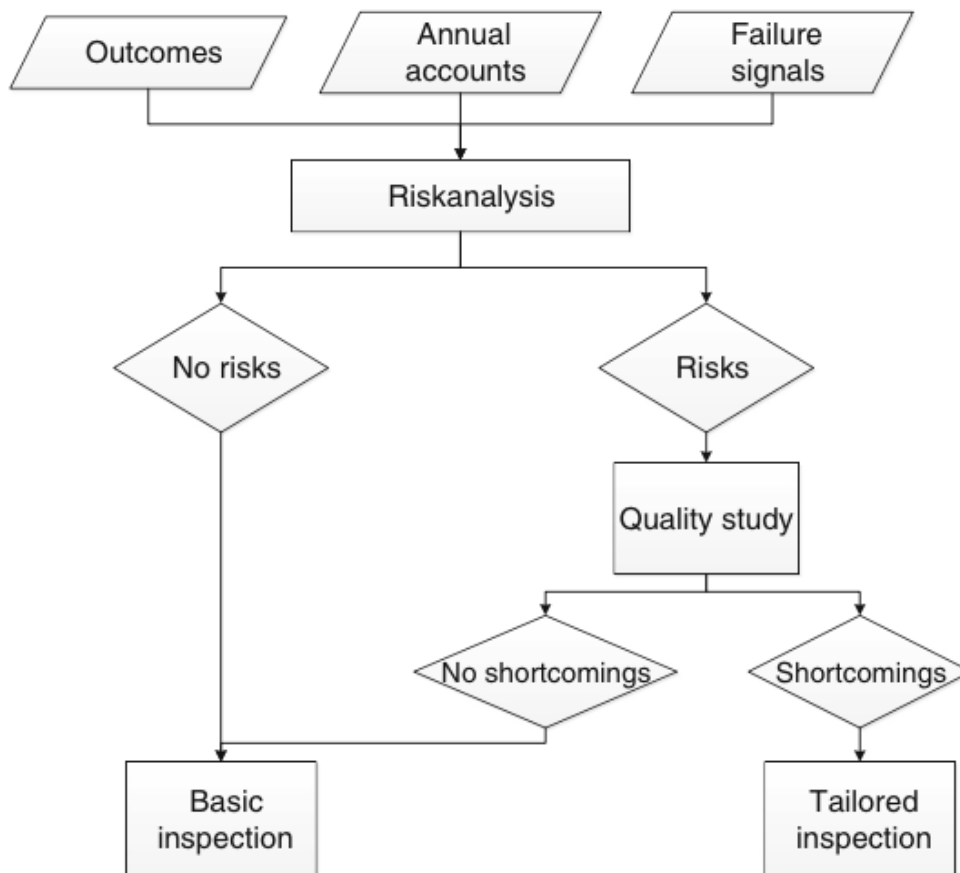 Outcomes
Annual
accounts
Failure
signals
Riskanalysis
No risks
Risks
Quality study
No shortcomings
Shortcomings
Basic
inspection
Tailored
inspection